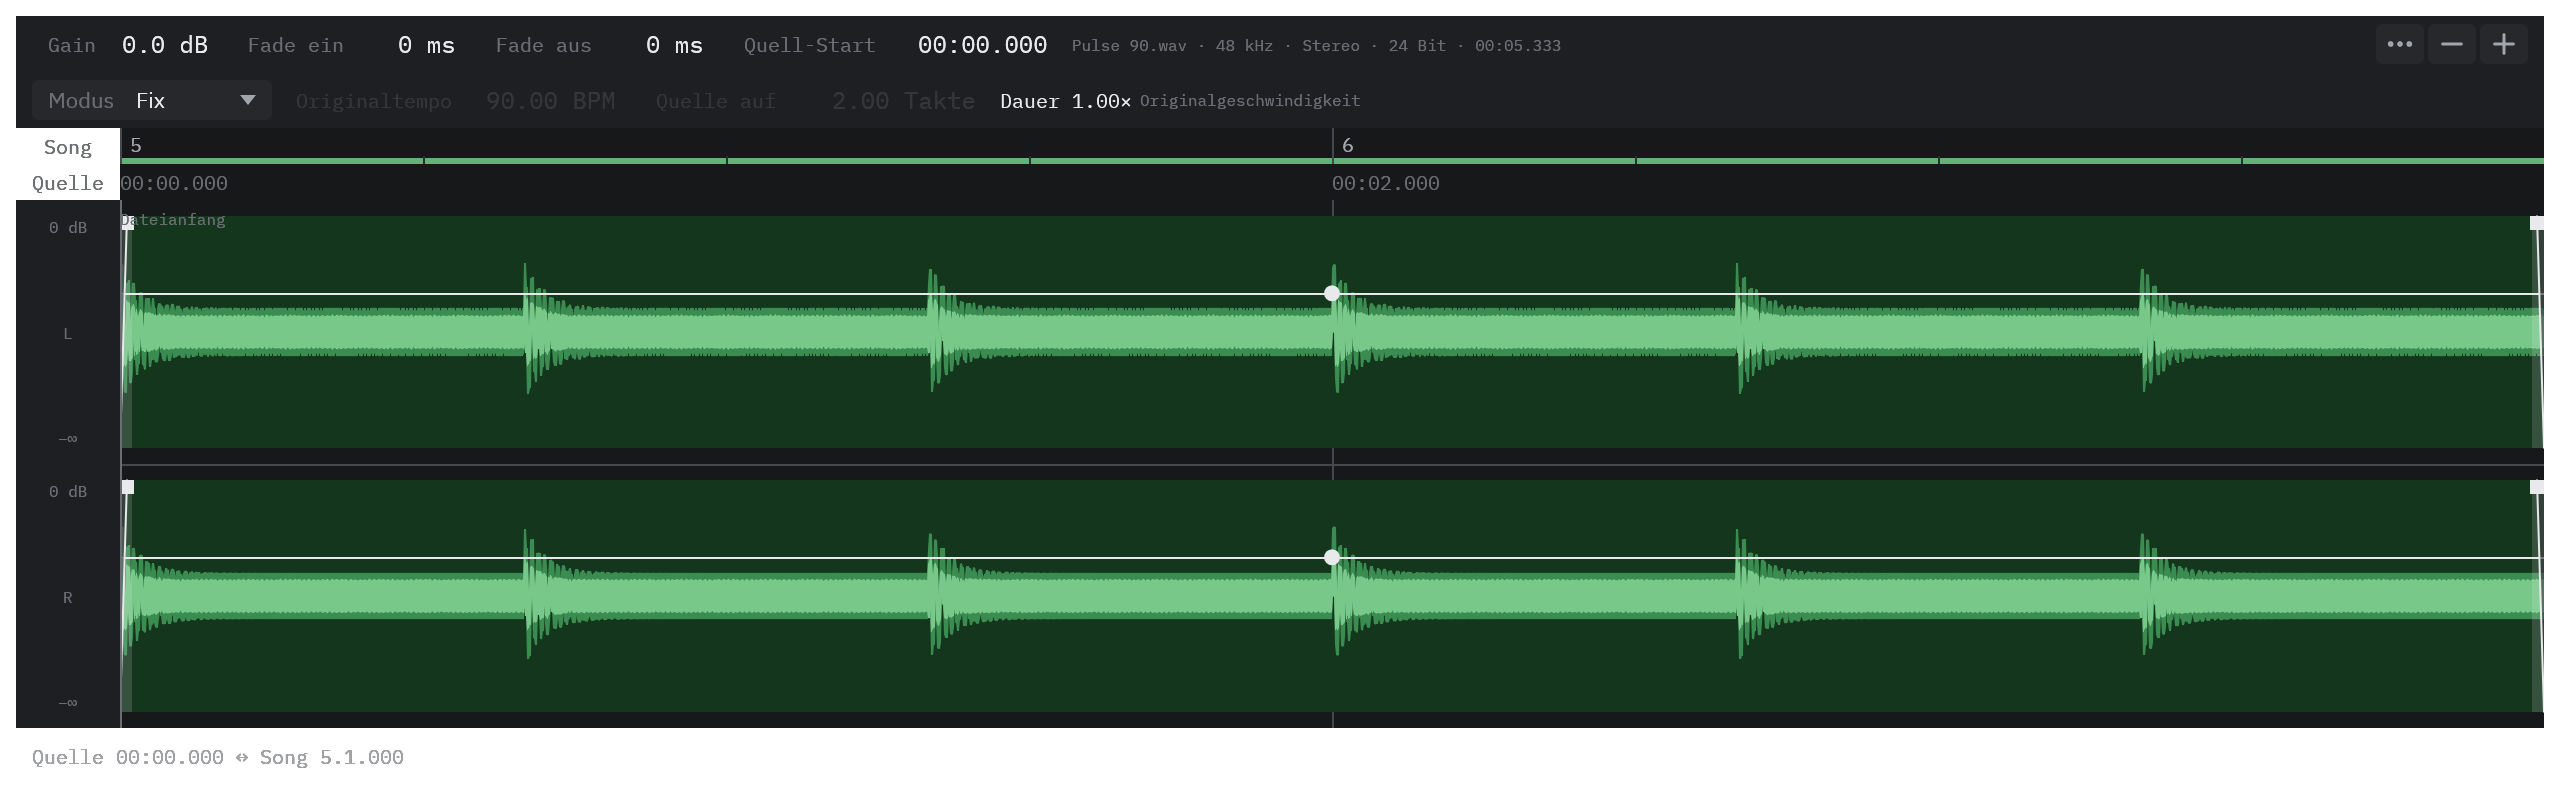 Gain 0.0 dB Fade ein 0 ms Fade aus 0 ms Quell-Start 00:00.000 Pulse 90.wav · 48 kHz · Stereo · 24 Bit · 00:05.333
Modus Fix Originaltempo 90.00 BPM Quelle auf 2.00 Takte Dauer 1.00× Originalgeschwindigkeit
Song 5 6
Quelle 00:00.000 00:02.000
Dateianfang
0 dB
L
−∞
0 dB
R
−∞
Quelle 00:00.000 ↔ Song 5.1.000